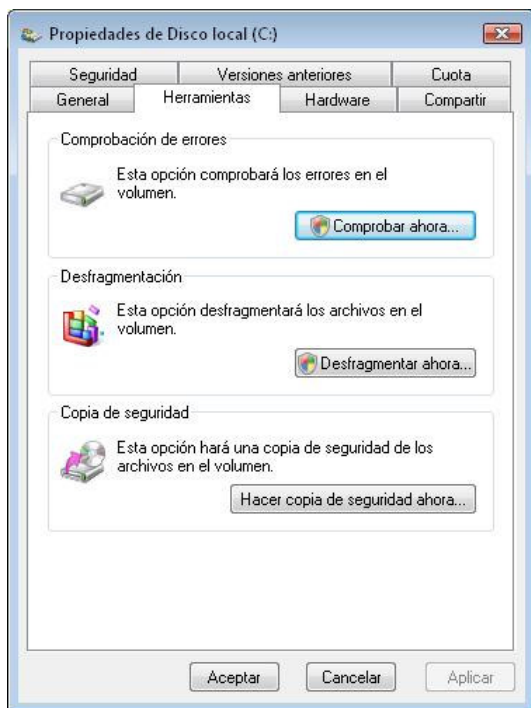 Propiedades de Disco local (C:)
Seguridad Versiones anteriores Cuota
General Herramientas Hardware Compartir
Comprobación de errores
Esta opción comprobará los errores en el
volumen.
Comprobar ahora...
Desfragmentación
Esta opción desfragmentará los archivos en el
volumen.
Desfragmentar ahora...
Copia de seguridad
Esta opción hará una copia de seguridad de los
archivos en el volumen.
Hacer copia de seguridad ahora...
Aceptar Cancelar Aplicar